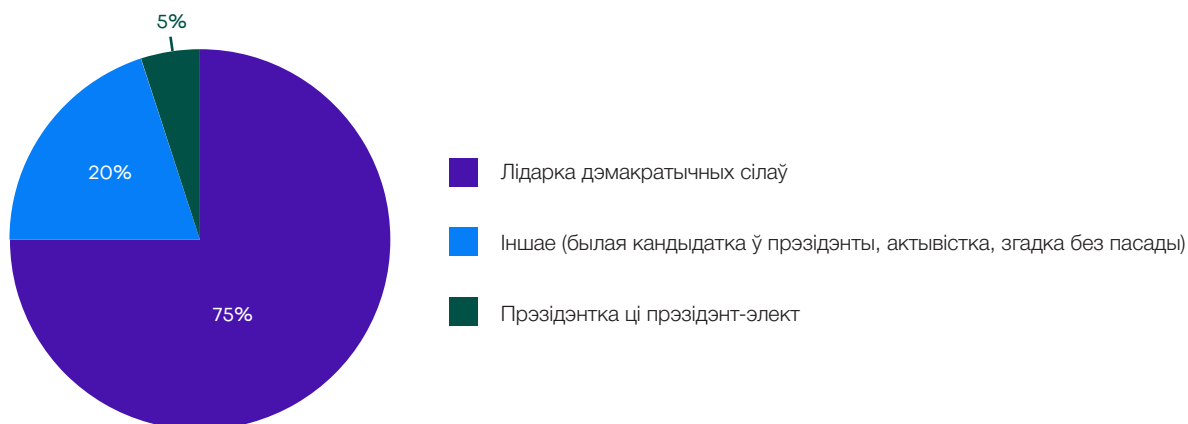 5%
20%
75%
Лідарка дэмакратычных сілаў
Іншае (былая кандыдатка ў прэзідэнты, актывістка, згадка без пасады)
Прэзідэнтка ці прэзідэнт-элект